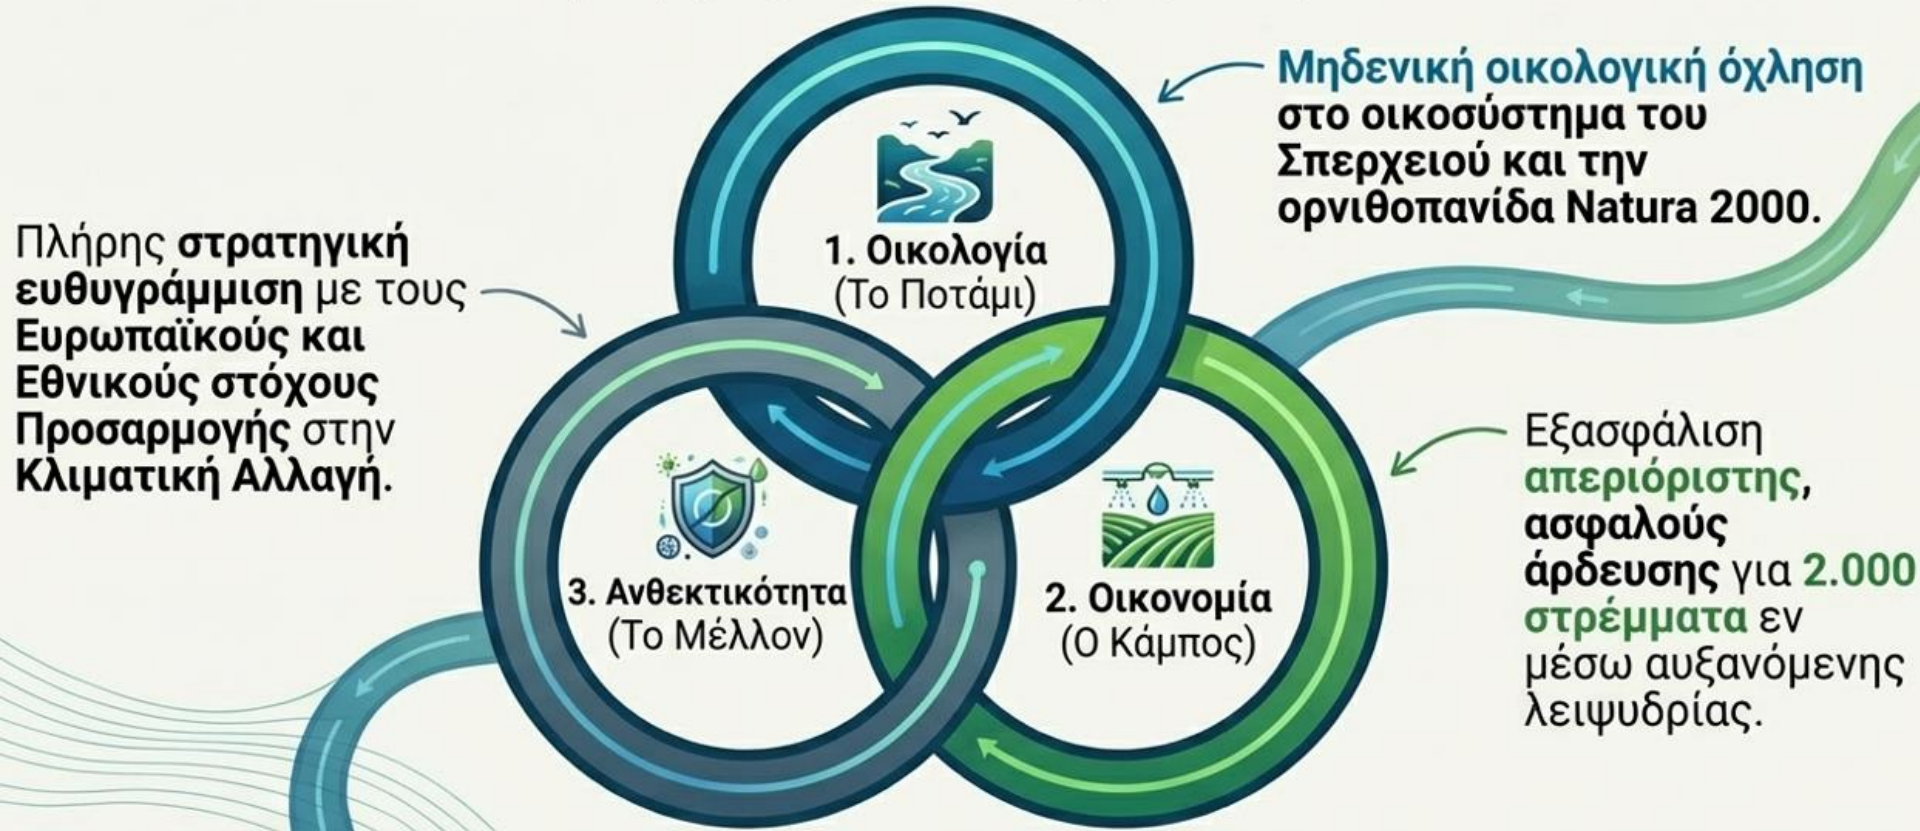 Μηδενική οικολογική όχληση
στο οικοσύστημα του
Σπερχειού και την
ορνιθοπανίδα Natura 2000.
Πλήρης στρατηγική
ευθυγράμμιση με τους
Ευρωπαϊκούς και
Εθνικούς στόχους
Προσαρμογής στην
Κλιματική Αλλαγή.
1. Οικολογία
(Το Ποτάμι)
Εξασφάλιση
απεριόριστης,
ασφαλούς
άρδευσης για 2.000
στρέμματα εν
μέσω αυξανόμενης
λειψυδρίας.
3. Ανθεκτικότητα
(Το Μέλλον)
2. Οικονομία
(Ο Κάμπος)